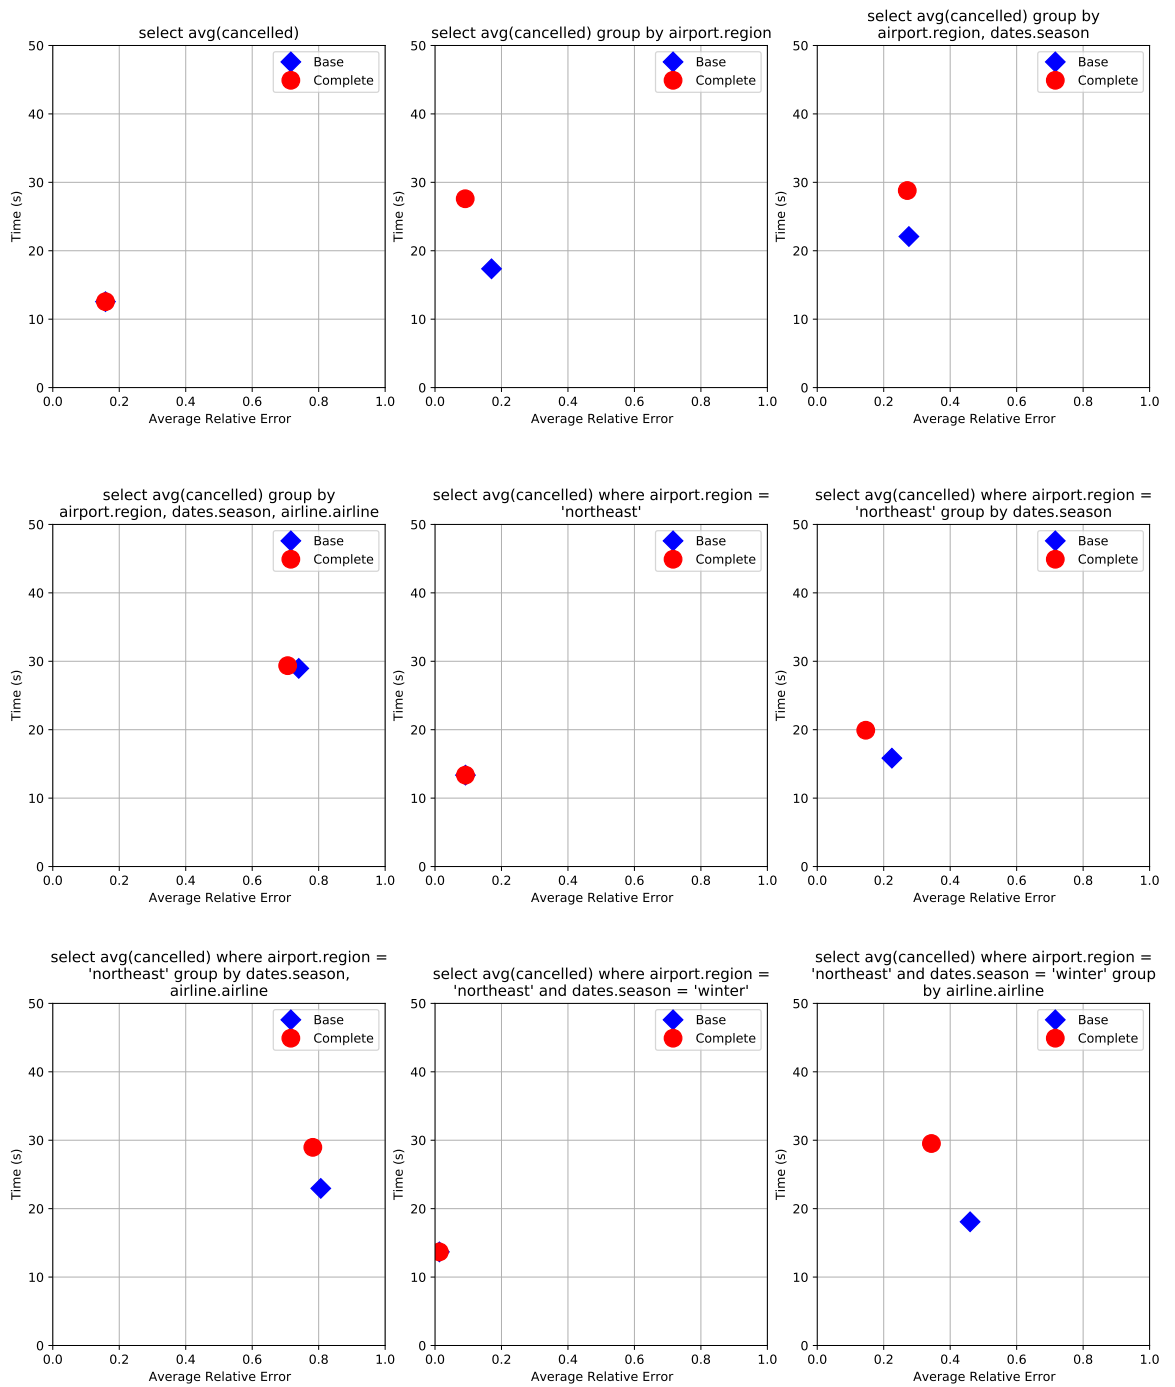 select avg(cancelled)
50
40
30
20
10
0
Time (s)
0.0 0.2 0.4 0.6 0.8 1.0
Average Relative Error
Base
Complete
select avg(cancelled) group by airport.region
50
40
30
20
10
0
Time (s)
0.0 0.2 0.4 0.6 0.8 1.0
Average Relative Error
Base
Complete
select avg(cancelled) group by
airport.region, dates.season
50
40
30
20
10
0
Time (s)
0.0 0.2 0.4 0.6 0.8 1.0
Average Relative Error
Base
Complete
select avg(cancelled) group by
airport.region, dates.season, airline.airline
50
40
30
20
10
0
Time (s)
0.0 0.2 0.4 0.6 0.8 1.0
Average Relative Error
Base
Complete
select avg(cancelled) where airport.region =
'northeast'
50
40
30
20
10
0
Time (s)
0.0 0.2 0.4 0.6 0.8 1.0
Average Relative Error
Base
Complete
select avg(cancelled) where airport.region =
'northeast' group by dates.season
50
40
30
20
10
0
Time (s)
0.0 0.2 0.4 0.6 0.8 1.0
Average Relative Error
Base
Complete
select avg(cancelled) where airport.region =
'northeast' group by dates.season,
airline.airline
50
40
30
20
10
0
Time (s)
0.0 0.2 0.4 0.6 0.8 1.0
Average Relative Error
Base
Complete
select avg(cancelled) where airport.region =
'northeast' and dates.season = 'winter'
50
40
30
20
10
0
Time (s)
0.0 0.2 0.4 0.6 0.8 1.0
Average Relative Error
Base
Complete
select avg(cancelled) where airport.region =
'northeast' and dates.season = 'winter' group
by airline.airline
50
40
30
20
10
0
Time (s)
0.0 0.2 0.4 0.6 0.8 1.0
Average Relative Error
Base
Complete